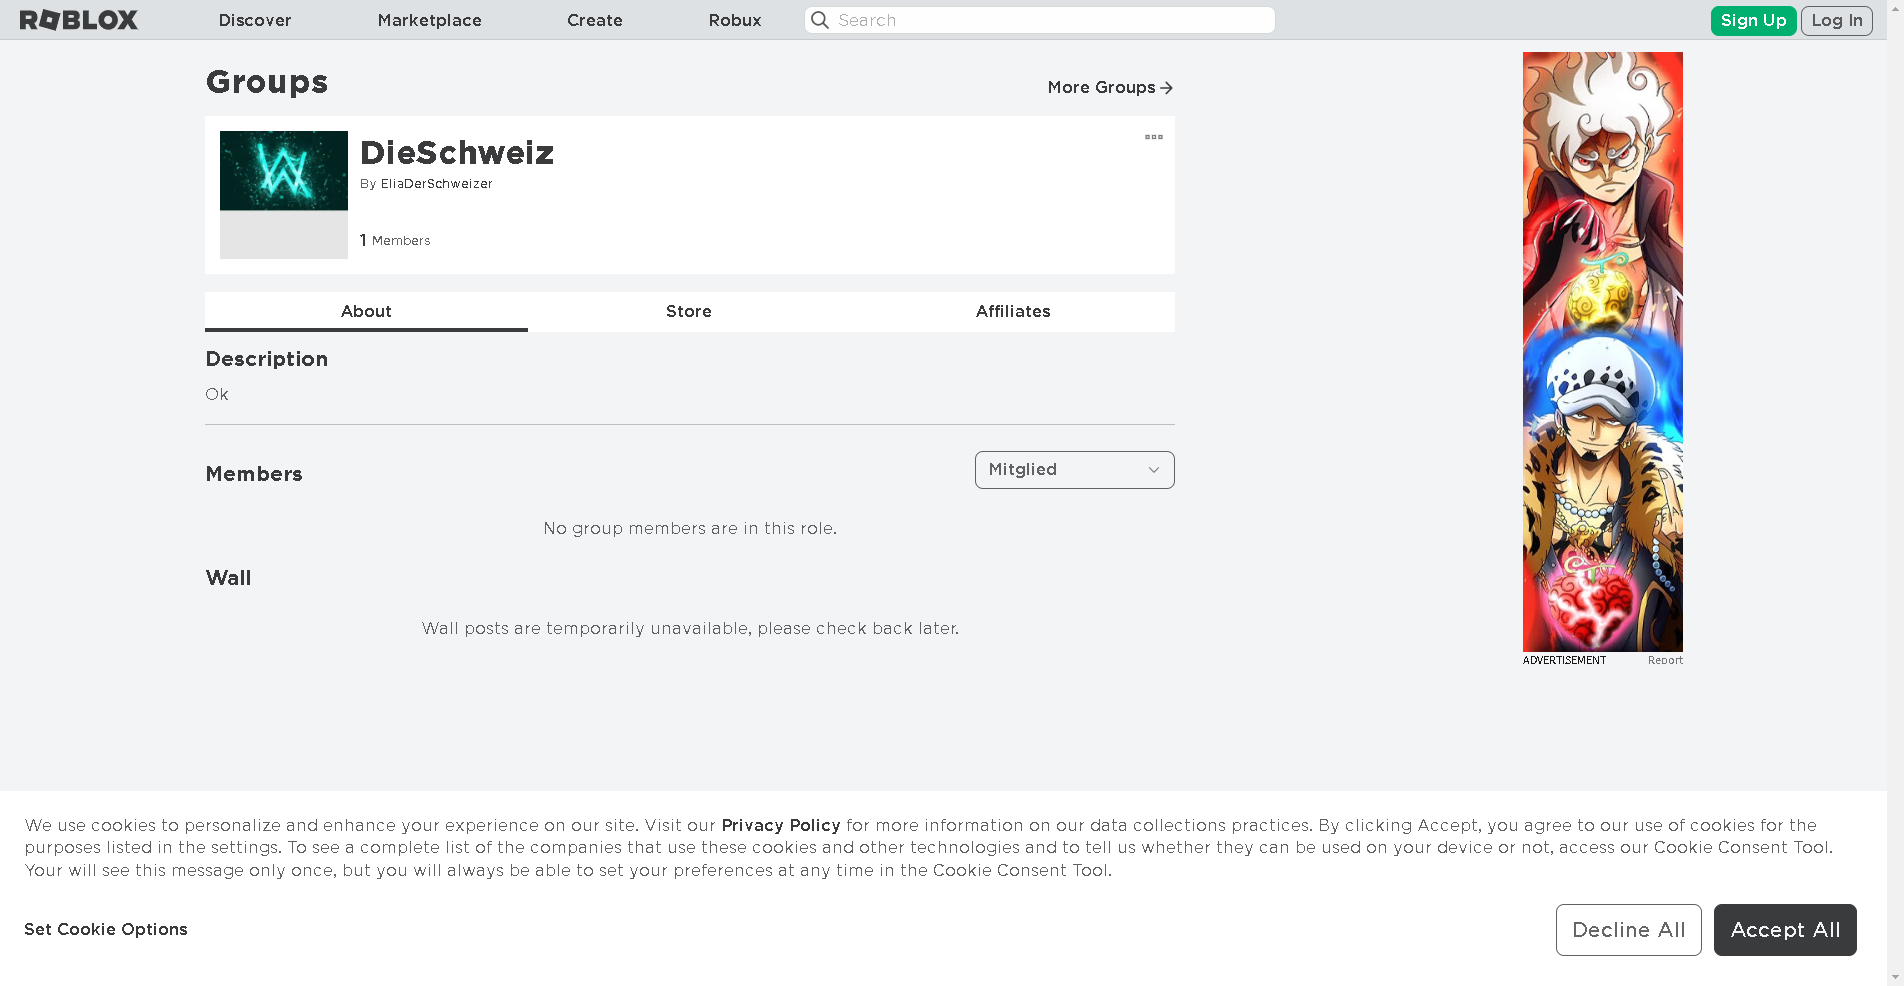 ROBLOX
Discover
Marketplace
Create
Robux
Search
Sign Up
Log In
Groups
More Groups
DieSchweiz
By EliaDerSchweizer
1 Members
About
Store
Affiliates
Description
Ok
Members
Mitglied
No group members are in this role.
Wall
Wall posts are temporarily unavailable, please check back later.
ADVERTISEMENT
Report
We use cookies to personalize and enhance your experience on our site. Visit our Privacy Policy for more information on our data collections practices. By clicking Accept, you agree to our use of cookies for the
purposes listed in the settings. To see a complete list of the companies that use these cookies and other technologies and to tell us whether they can be used on your device or not, access our Cookie Consent Tool.
Your will see this message only once, but you will always be able to set your preferences at any time in the Cookie Consent Tool.
Set Cookie Options
Decline All
Accept All